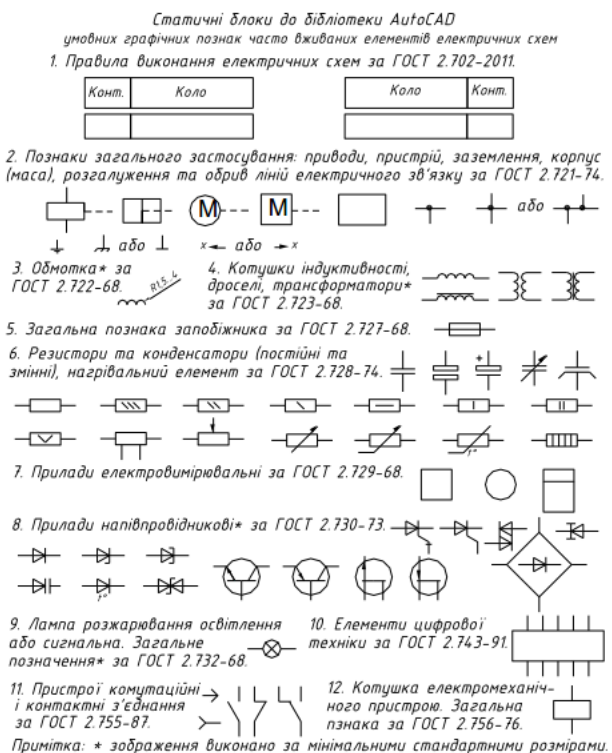 Статичні блоки до бібліотеки AutoCAD
умовних графічних познак часто вживаних елементів електричних схем
1. Правила виконання електричних схем за ГОСТ 2.702-2011.
Конт. Коло Коло Конт.
2. Познаки загального застосування: приводи, пристрій, заземлення, корпус
(маса), розгалуження та обрив ліній електричного зв'язку за ГОСТ 2.721-74.
М М або
або x або x
3. Обмотка* за
ГОСТ 2.722-68.
R1,5...4
4. Котушки індуктивності,
дроселі, трансформатори*
за ГОСТ 2.723-68.
5. Загальна познака запобіжника за ГОСТ 2.727-68.
6. Резистори та конденсатори (постійні та
змінні), нагрівальний елемент за ГОСТ 2.728-74.
+
t°
7. Прилади електровимірювальні за ГОСТ 2.729-68.
8. Прилади напівпровідникові* за ГОСТ 2.730-73.
t°
9. Лампа розжарювання освітлення
або сигнальна. Загальне
позначення* за ГОСТ 2.732-68.
10. Елементи цифрової
техніки за ГОСТ 2.743-91.
11. Пристрої комутаційні
і контактні з'єднання
за ГОСТ 2.755-87.
12. Котушка електромеханіч-
ного пристрою. Загальна
пзнака за ГОСТ 2.756-76.
Примітка: * зображення виконано за мінімальними стандартними розмірами.